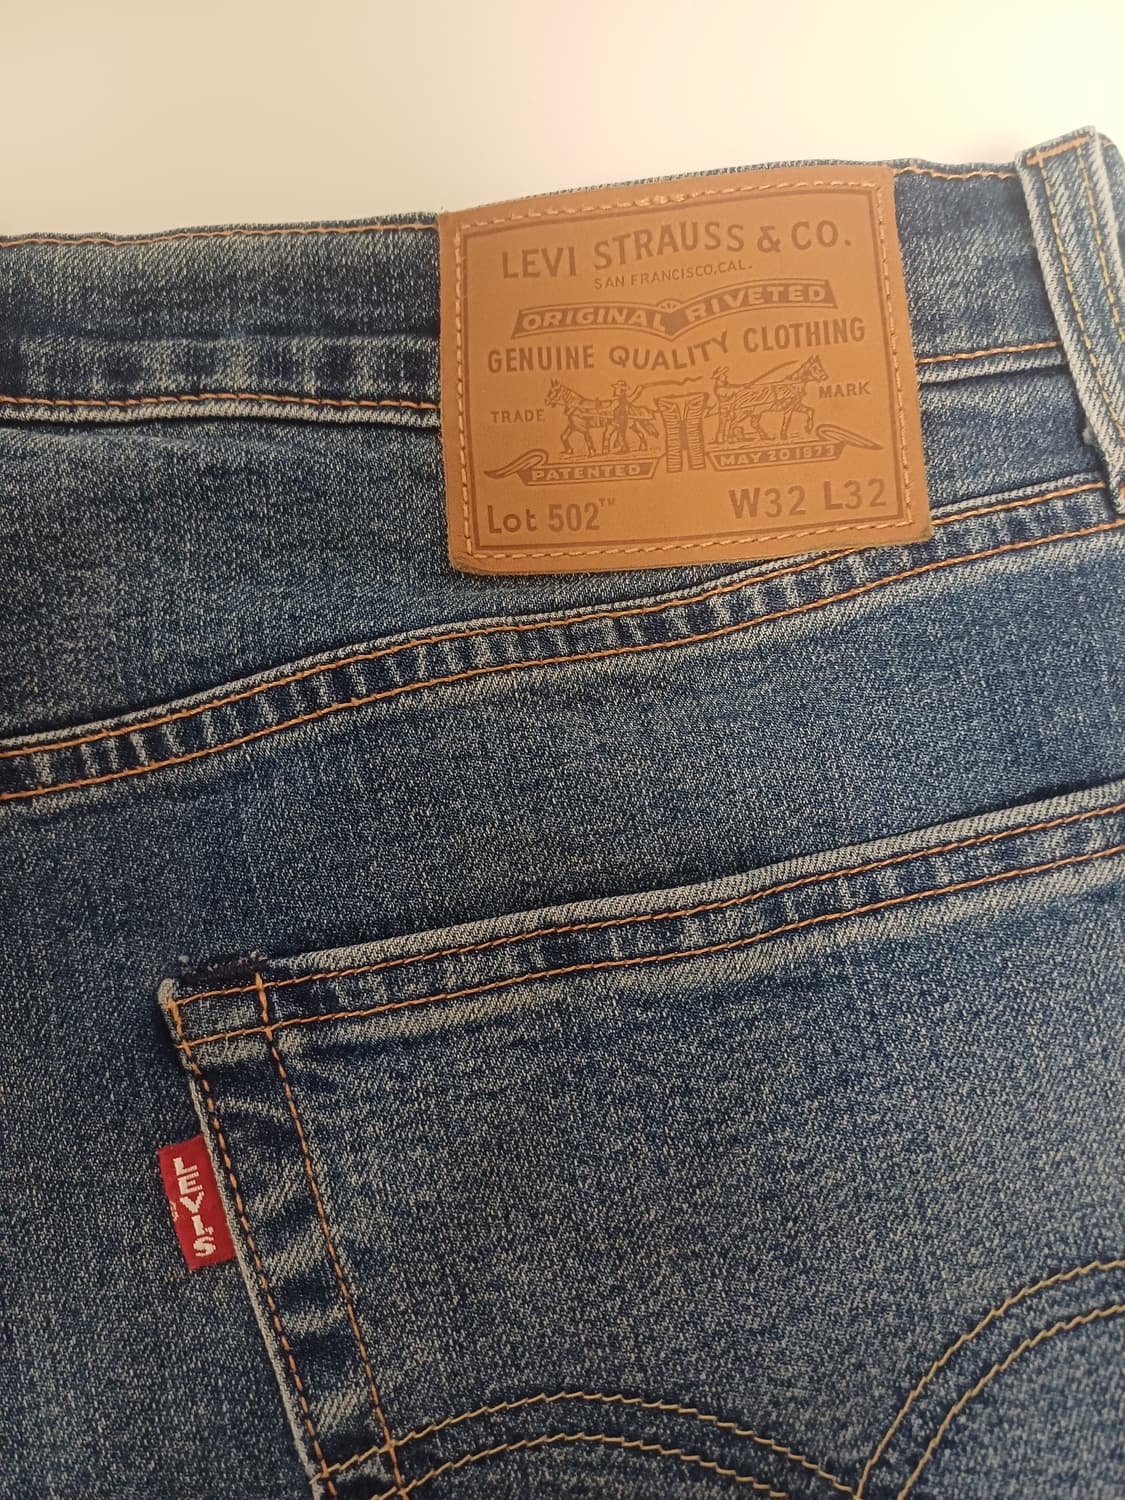 LEVI STRAUSS & CO.
SAN FRANCISCO, CAL.
ORIGINAL RIVETED
GENUINE QUALITY CLOTHING
TRADE MARK
PATENTED MAY 20 1873
Lot 502™ W32 L32
LEVI'S